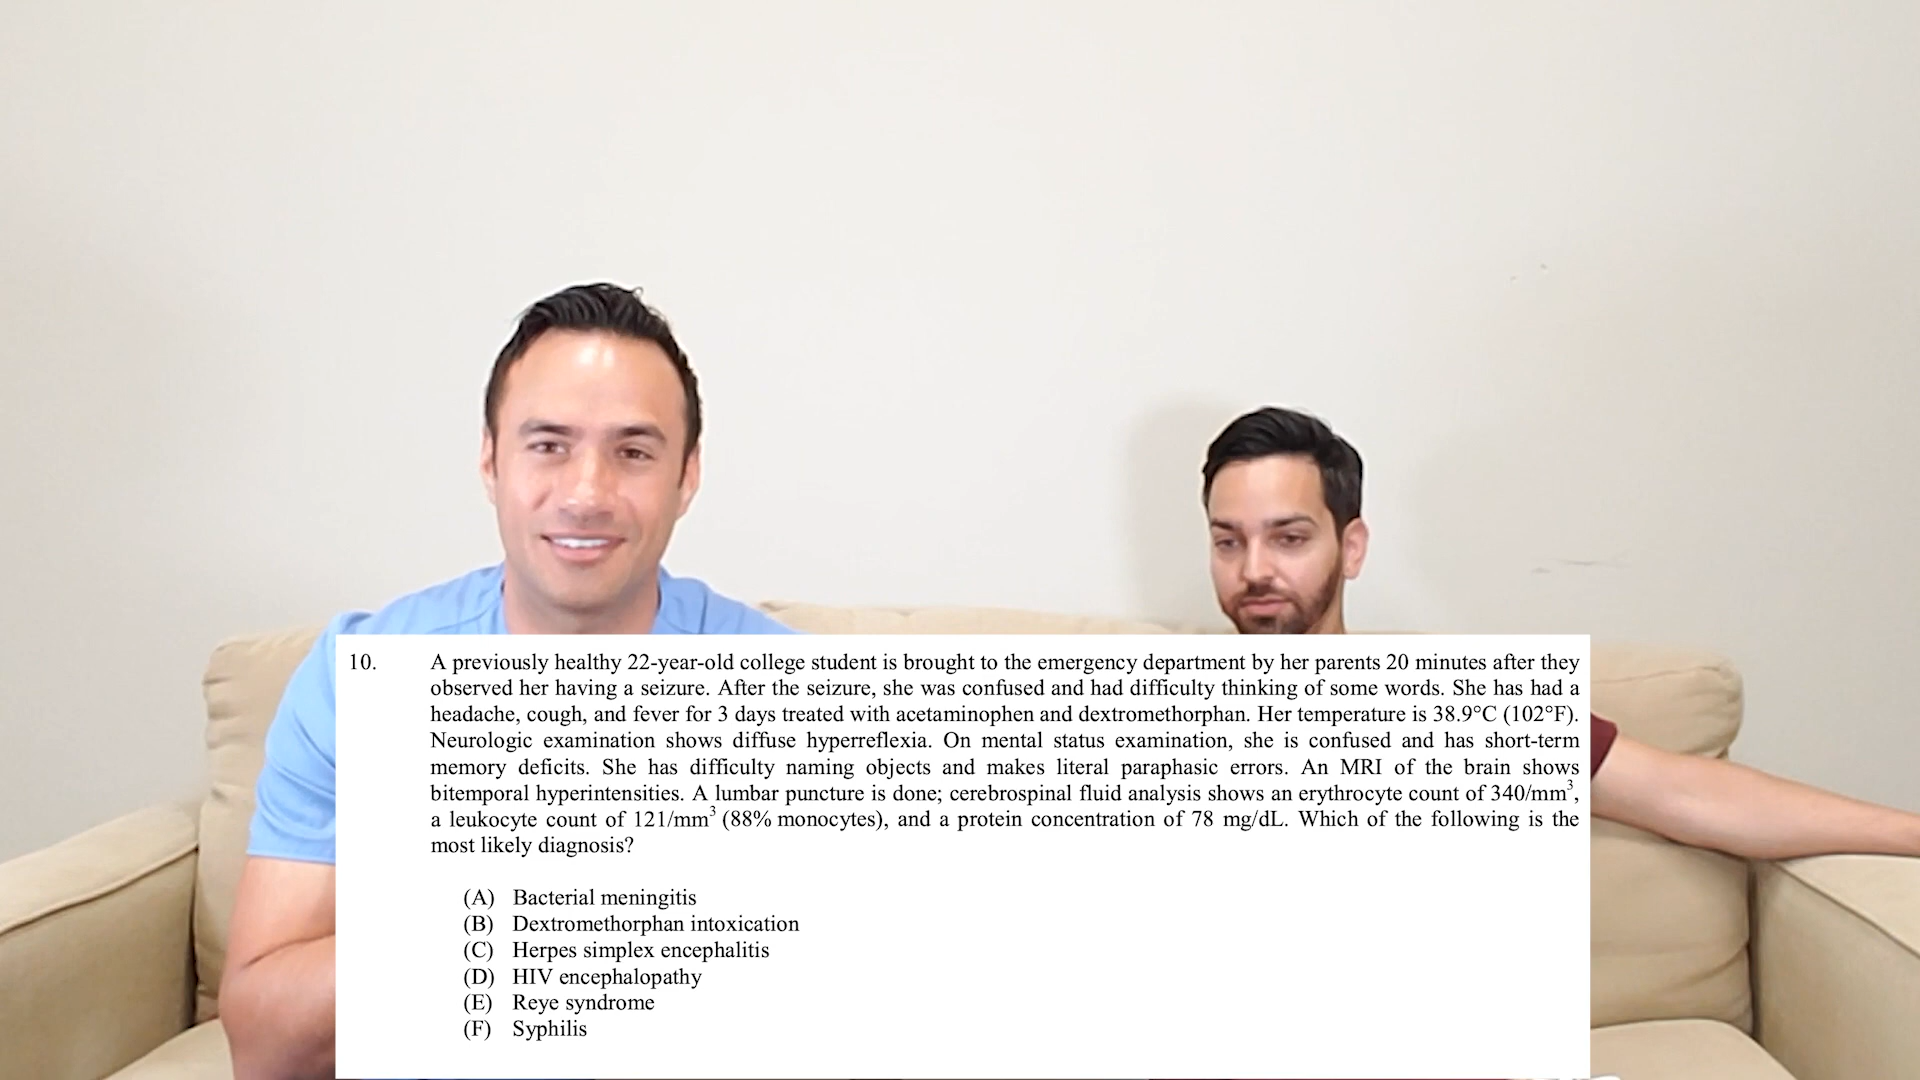 10. A previously healthy 22-year-old college student is brought to the emergency department by her parents 20 minutes after they
observed her having a seizure. After the seizure, she was confused and had difficulty thinking of some words. She has had a
headache, cough, and fever for 3 days treated with acetaminophen and dextromethorphan. Her temperature is 38.9°C (102°F).
Neurologic examination shows diffuse hyperreflexia. On mental status examination, she is confused and has short-term
memory deficits. She has difficulty naming objects and makes literal paraphasic errors. An MRI of the brain shows
bitemporal hyperintensities. A lumbar puncture is done; cerebrospinal fluid analysis shows an erythrocyte count of 340/mm³,
a leukocyte count of 121/mm³ (88% monocytes), and a protein concentration of 78 mg/dL. Which of the following is the
most likely diagnosis?
(A) Bacterial meningitis
(B) Dextromethorphan intoxication
(C) Herpes simplex encephalitis
(D) HIV encephalopathy
(E) Reye syndrome
(F) Syphilis